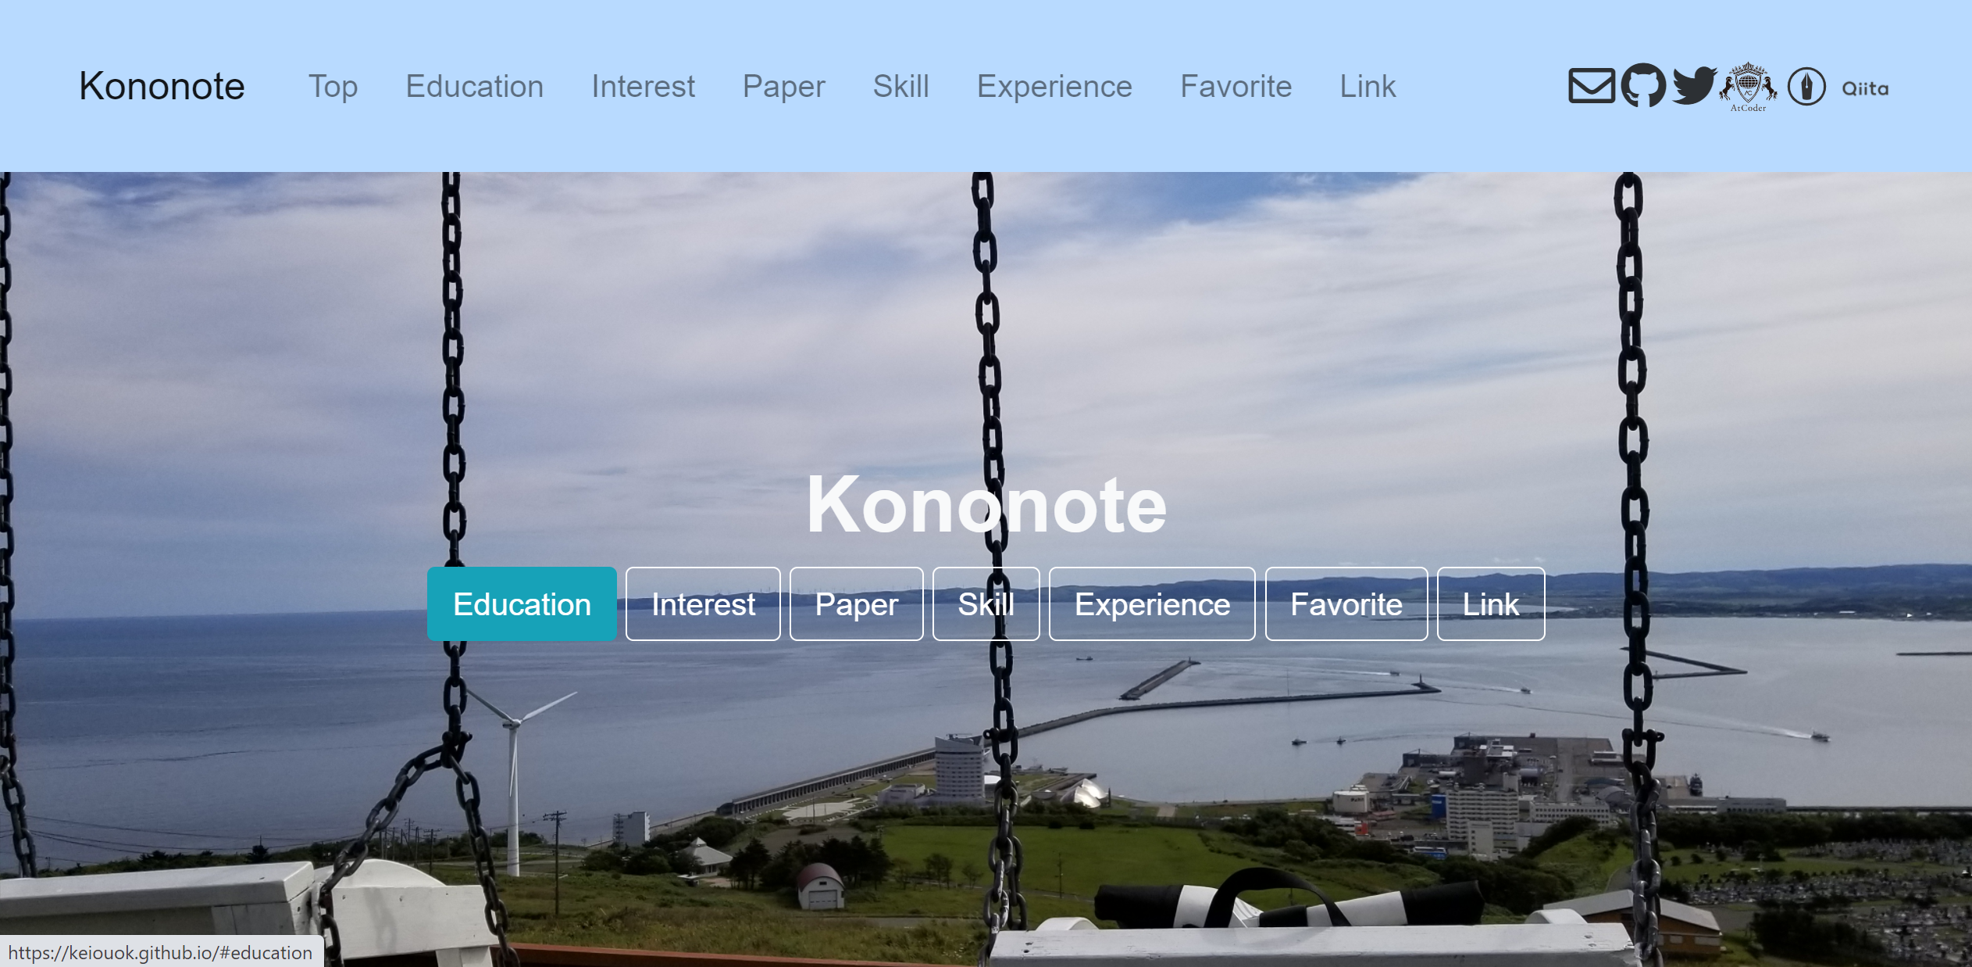 Kononote Top Education Interest Paper Skill Experience Favorite Link AtCoder Qiita
Kononote
Education Interest Paper Skill Experience Favorite Link
https://keiouok.github.io/#education